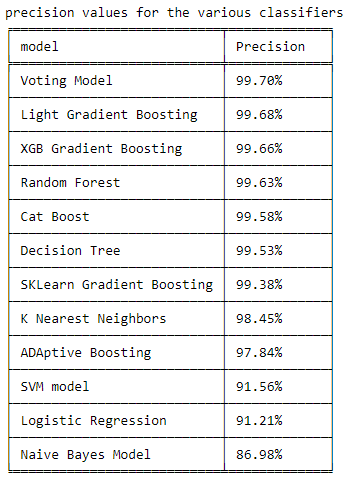 precision values for the various classifiers
model Precision
Voting Model 99.70%
Light Gradient Boosting 99.68%
XGB Gradient Boosting 99.66%
Random Forest 99.63%
Cat Boost 99.58%
Decision Tree 99.53%
SKLearn Gradient Boosting 99.38%
K Nearest Neighbors 98.45%
ADAptive Boosting 97.84%
SVM model 91.56%
Logistic Regression 91.21%
Naive Bayes Model 86.98%